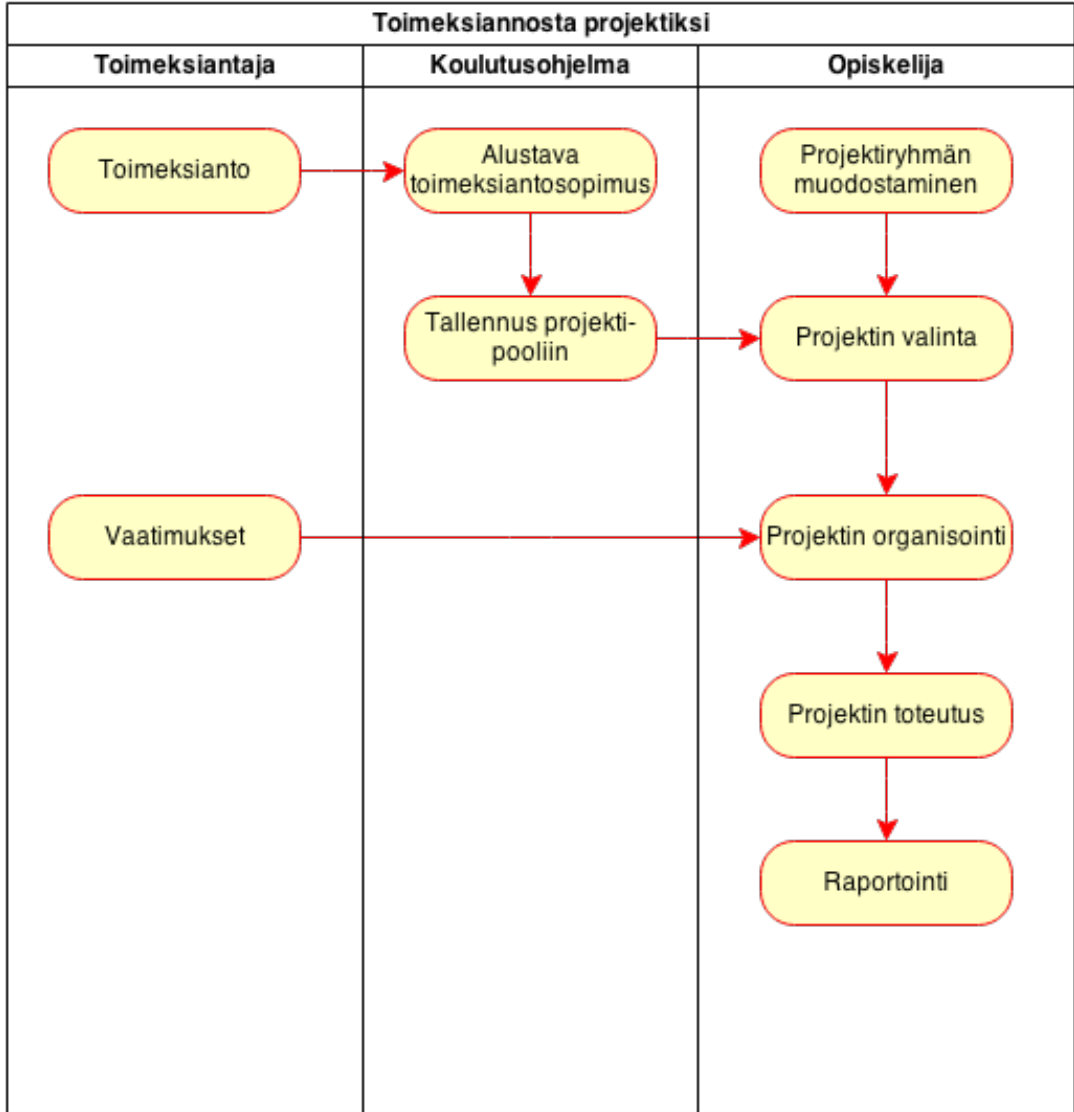 Toimeksiannosta projektiksi
Toimeksiantaja
Koulutusohjelma
Opiskelija
Toimeksianto
Alustava
toimeksiantosopimus
Projektiryhmän
muodostaminen
Tallennus projekti-
pooliin
Projektin valinta
Vaatimukset
Projektin organisointi
Projektin toteutus
Raportointi